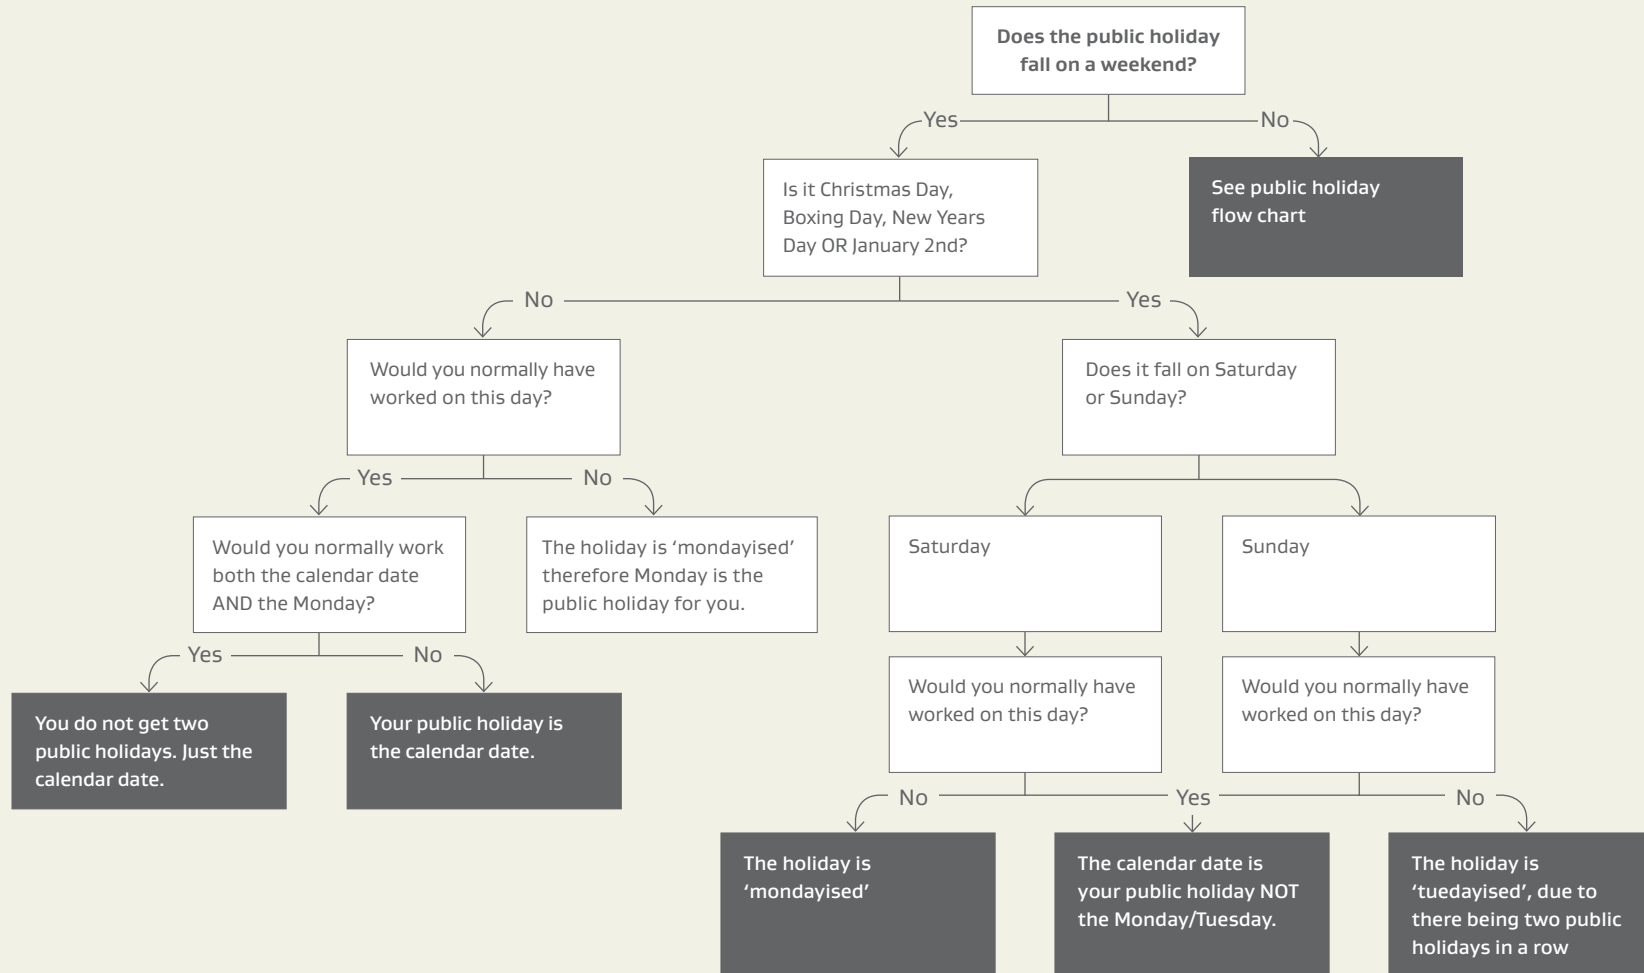 Does the public holiday
fall on a weekend?
Yes
No
Is it Christmas Day,
Boxing Day, New Years
Day OR January 2nd?
See public holiday
flow chart
No
Yes
Would you normally have
worked on this day?
Does it fall on Saturday
or Sunday?
Yes
No
Would you normally work
both the calendar date
AND the Monday?
The holiday is ‘mondayised’
therefore Monday is the
public holiday for you.
Saturday
Sunday
Yes
No
You do not get two
public holidays. Just the
calendar date.
Your public holiday is
the calendar date.
Would you normally have
worked on this day?
Would you normally have
worked on this day?
No
Yes
No
The holiday is
‘mondayised’
The calendar date is
your public holiday NOT
the Monday/Tuesday.
The holiday is
‘tuedayised’, due to
there being two public
holidays in a row